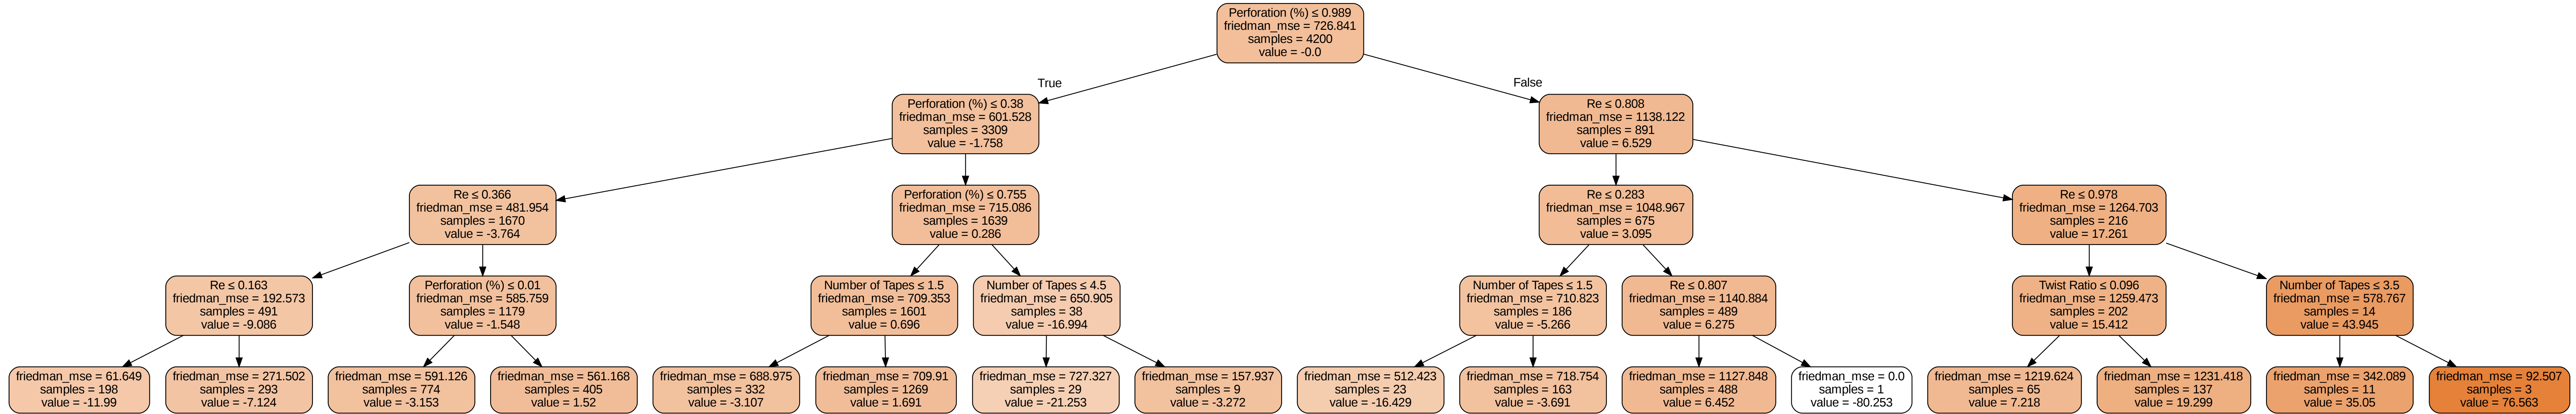 Perforation (%) ≤ 0.989
friedman_mse = 726.841
samples = 4200
value = -0.0
True
False
Perforation (%) ≤ 0.38
friedman_mse = 601.528
samples = 3309
value = -1.758
Re ≤ 0.808
friedman_mse = 1138.122
samples = 891
value = 6.529
Re ≤ 0.366
friedman_mse = 481.954
samples = 1670
value = -3.764
Perforation (%) ≤ 0.755
friedman_mse = 715.086
samples = 1639
value = 0.286
Re ≤ 0.283
friedman_mse = 1048.967
samples = 675
value = 3.095
Re ≤ 0.978
friedman_mse = 1264.703
samples = 216
value = 17.261
Re ≤ 0.163
friedman_mse = 192.573
samples = 491
value = -9.086
Perforation (%) ≤ 0.01
friedman_mse = 585.759
samples = 1179
value = -1.548
Number of Tapes ≤ 1.5
friedman_mse = 709.353
samples = 1601
value = 0.696
Number of Tapes ≤ 4.5
friedman_mse = 650.905
samples = 38
value = -16.994
Number of Tapes ≤ 1.5
friedman_mse = 710.823
samples = 186
value = -5.266
Re ≤ 0.807
friedman_mse = 1140.884
samples = 489
value = 6.275
Twist Ratio ≤ 0.096
friedman_mse = 1259.473
samples = 202
value = 15.412
Number of Tapes ≤ 3.5
friedman_mse = 578.767
samples = 14
value = 43.945
friedman_mse = 61.649
samples = 198
value = -11.99
friedman_mse = 271.502
samples = 293
value = -7.124
friedman_mse = 591.126
samples = 774
value = -3.153
friedman_mse = 561.168
samples = 405
value = 1.52
friedman_mse = 688.975
samples = 332
value = -3.107
friedman_mse = 709.91
samples = 1269
value = 1.691
friedman_mse = 727.327
samples = 29
value = -21.253
friedman_mse = 157.937
samples = 9
value = -3.272
friedman_mse = 512.423
samples = 23
value = -16.429
friedman_mse = 718.754
samples = 163
value = -3.691
friedman_mse = 1127.848
samples = 488
value = 6.452
friedman_mse = 0.0
samples = 1
value = -80.253
friedman_mse = 1219.624
samples = 65
value = 7.218
friedman_mse = 1231.418
samples = 137
value = 19.299
friedman_mse = 342.089
samples = 11
value = 35.05
friedman_mse = 92.507
samples = 3
value = 76.563